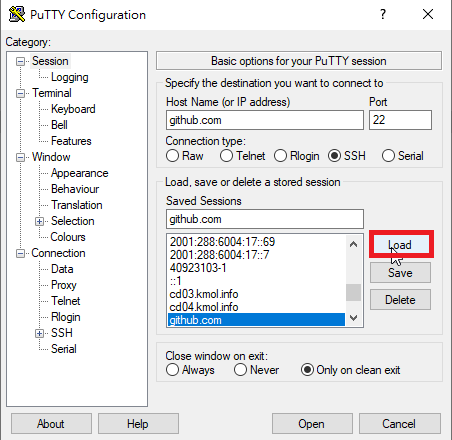 PuTTY Configuration
?
Category:
Session
Logging
Terminal
Keyboard
Bell
Features
Window
Appearance
Behaviour
Translation
Selection
Colours
Connection
Data
Proxy
Telnet
Rlogin
SSH
Serial
Basic options for your PuTTY session
Specify the destination you want to connect to
Host Name (or IP address) Port
github.com 22
Connection type:
Raw Telnet Rlogin SSH Serial
Load, save or delete a stored session
Saved Sessions
github.com
2001:288:6004:17::69
2001:288:6004:17::7
40923103-1
::1
cd03.kmol.info
cd04.kmol.info
github.com
Load
Save
Delete
Close window on exit:
Always Never Only on clean exit
About Help Open Cancel